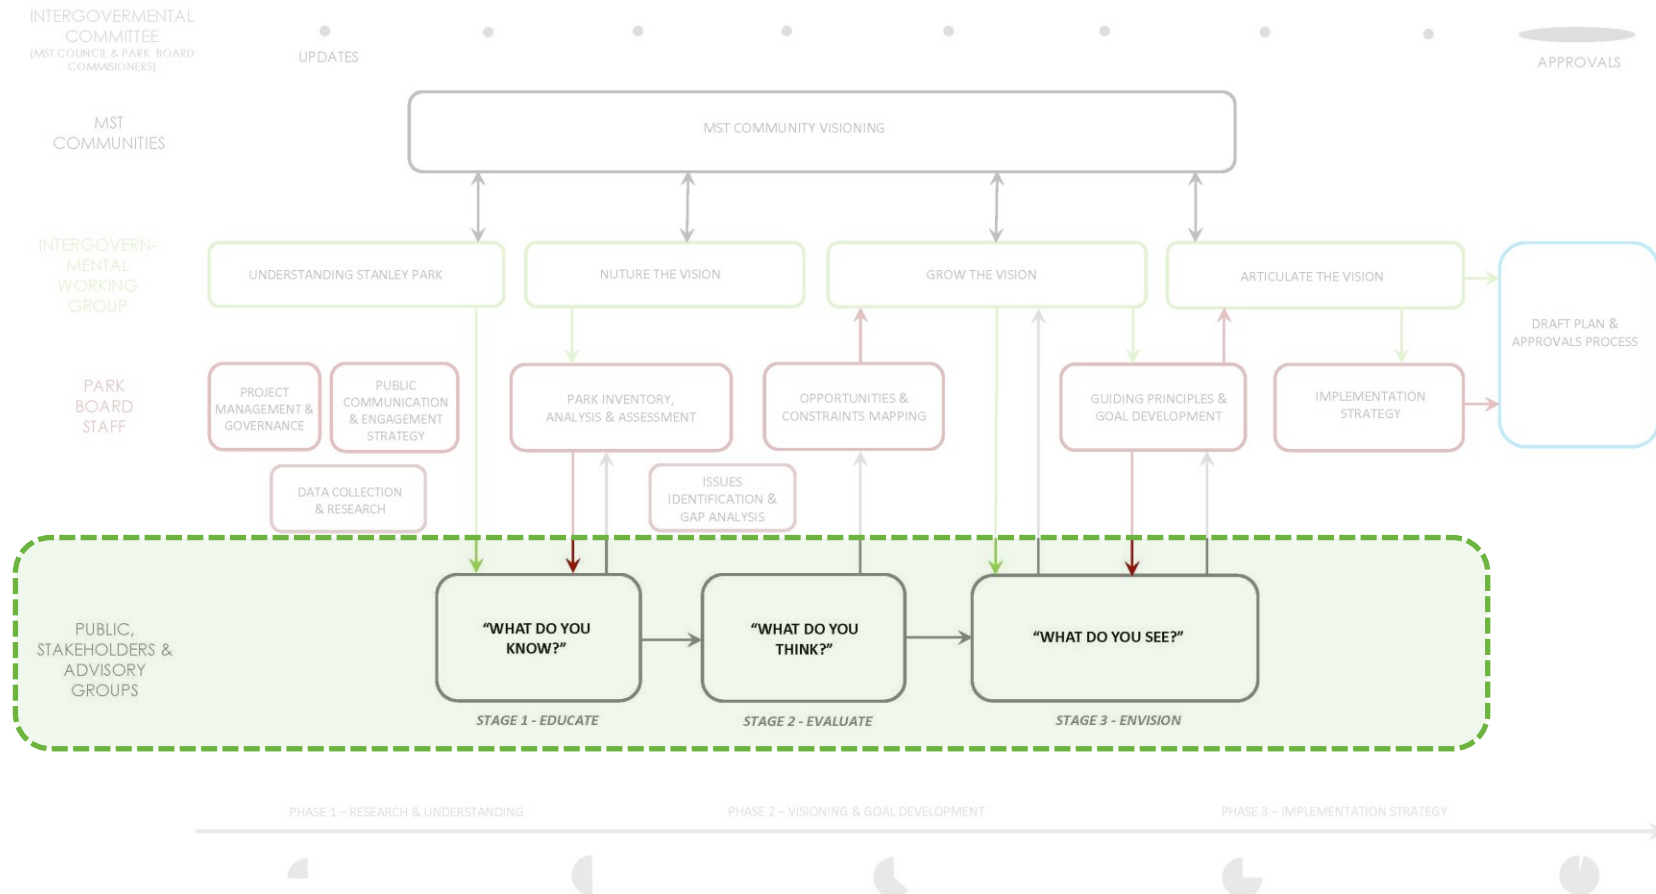 INTERGOVERMENTAL
COMMITTEE
(MST COUNCIL & PARK BOARD
COMMISIONERS)
UPDATES
APPROVALS
MST
COMMUNITIES
MST COMMUNITY VISIONING
INTERGOVERN-
MENTAL
WORKING
GROUP
UNDERSTANDING STANLEY PARK
NUTURE THE VISION
GROW THE VISION
ARTICULATE THE VISION
DRAFT PLAN &
APPROVALS PROCESS
PARK
BOARD
STAFF
PROJECT
MANAGEMENT &
GOVERNANCE
PUBLIC
COMMUNICATION
& ENGAGEMENT
STRATEGY
PARK INVENTORY,
ANALYSIS & ASSESSMENT
OPPORTUNITIES &
CONSTRAINTS MAPPING
GUIDING PRINCIPLES &
GOAL DEVELOPMENT
IMPLEMENTATION
STRATEGY
DATA COLLECTION
& RESEARCH
ISSUES
IDENTIFICATION &
GAP ANALYSIS
PUBLIC,
STAKEHOLDERS &
ADVISORY
GROUPS
“WHAT DO YOU
KNOW?”
“WHAT DO YOU
THINK?”
“WHAT DO YOU SEE?”
STAGE 1 - EDUCATE
STAGE 2 - EVALUATE
STAGE 3 - ENVISION
PHASE 1 – RESEARCH & UNDERSTANDING
PHASE 2 – VISIONING & GOAL DEVELOPMENT
PHASE 3 – IMPLEMENTATION STRATEGY